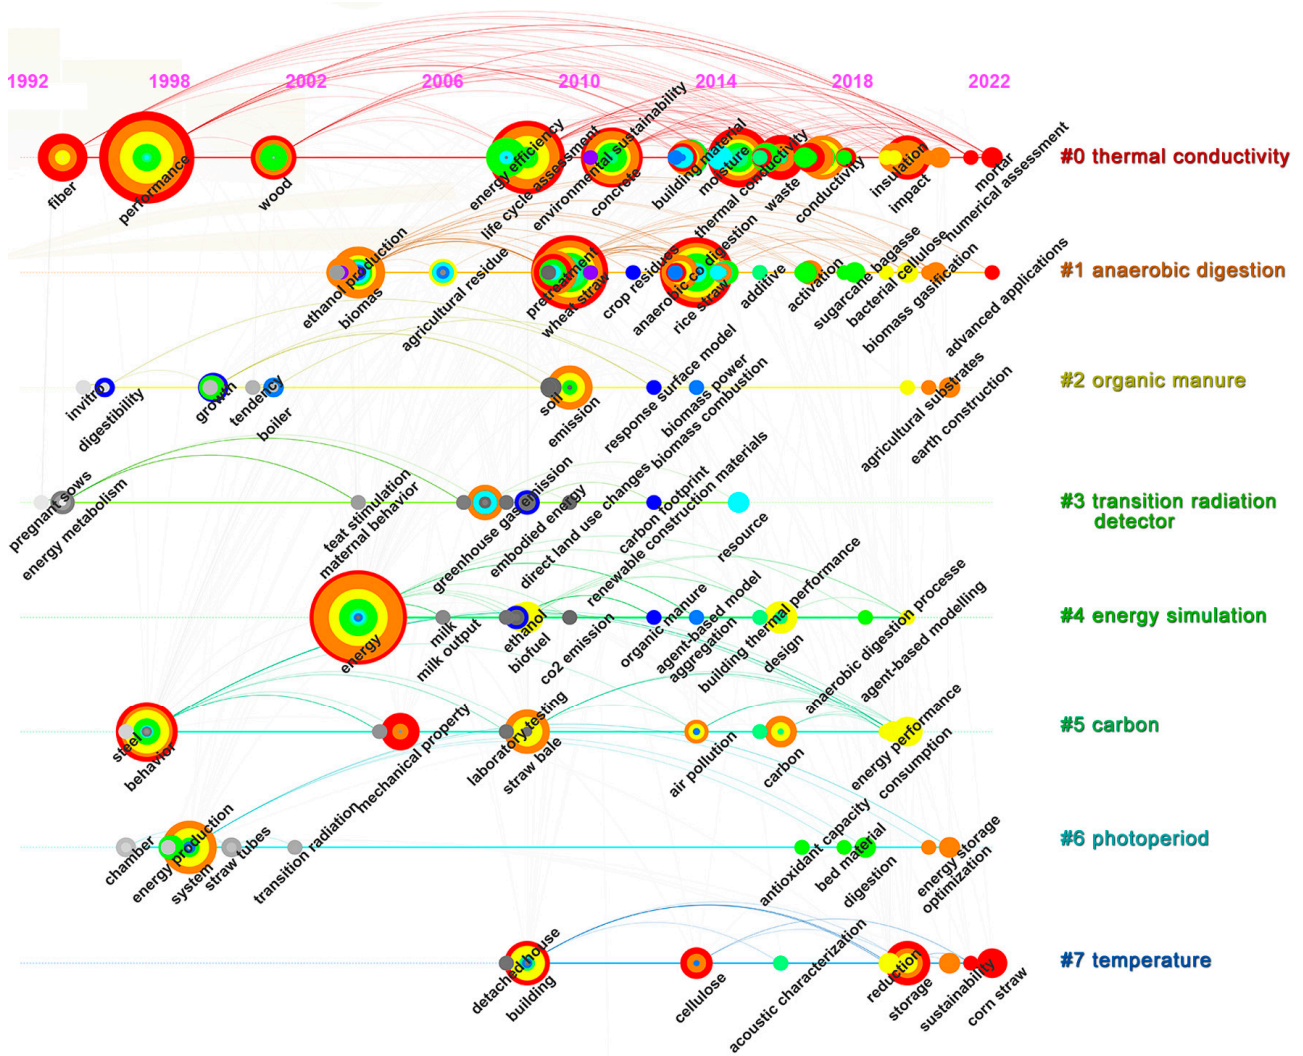 1992 1998 2002 2006 2010 2014 2018 2022
fiber
performance
wood
energy efficiency
life cycle assessment
environmental sustainability
concrete
building material
moisture
thermal conductivity
waste
conductivity
insulation
impact
mortar
numerical assessment
#0 thermal conductivity
ethanol production
biomas
agricultural residue
pretreatment
wheat straw
crop residues
anaerobic co digestion
rice straw
additive
activation
sugarcane bagasse
bacterial cellulose
biomass gasification
advanced applications
#1 anaerobic digestion
invitro
digestibility
growth
tendency
boiler
soil
emission
response surface model
biomass power
biomass combustion
agricultural substrates
earth construction
#2 organic manure
pregnant sows
energy metabolism
teat stimulation
maternal behavior
greenhouse gas emission
embodied energy
direct land use changes
carbon footprint
renewable construction materials
resource
#3 transition radiation
detector
energy
milk
milk output
ethanol
biofuel
co2 emission
organic manure
agent-based model
aggregation
building thermal performance
design
anaerobic digestion processe
agent-based modelling
#4 energy simulation
steel
behavior
mechanical property
laboratory testing
straw bale
air pollution
carbon
energy performance
consumption
#5 carbon
chamber
energy production
system
straw tubes
transition radiation
antioxidant capacity
bed material
digestion
energy storage
optimization
#6 photoperiod
detached house
building
cellulose
acoustic characterization
reduction
storage
sustainability
corn straw
#7 temperature